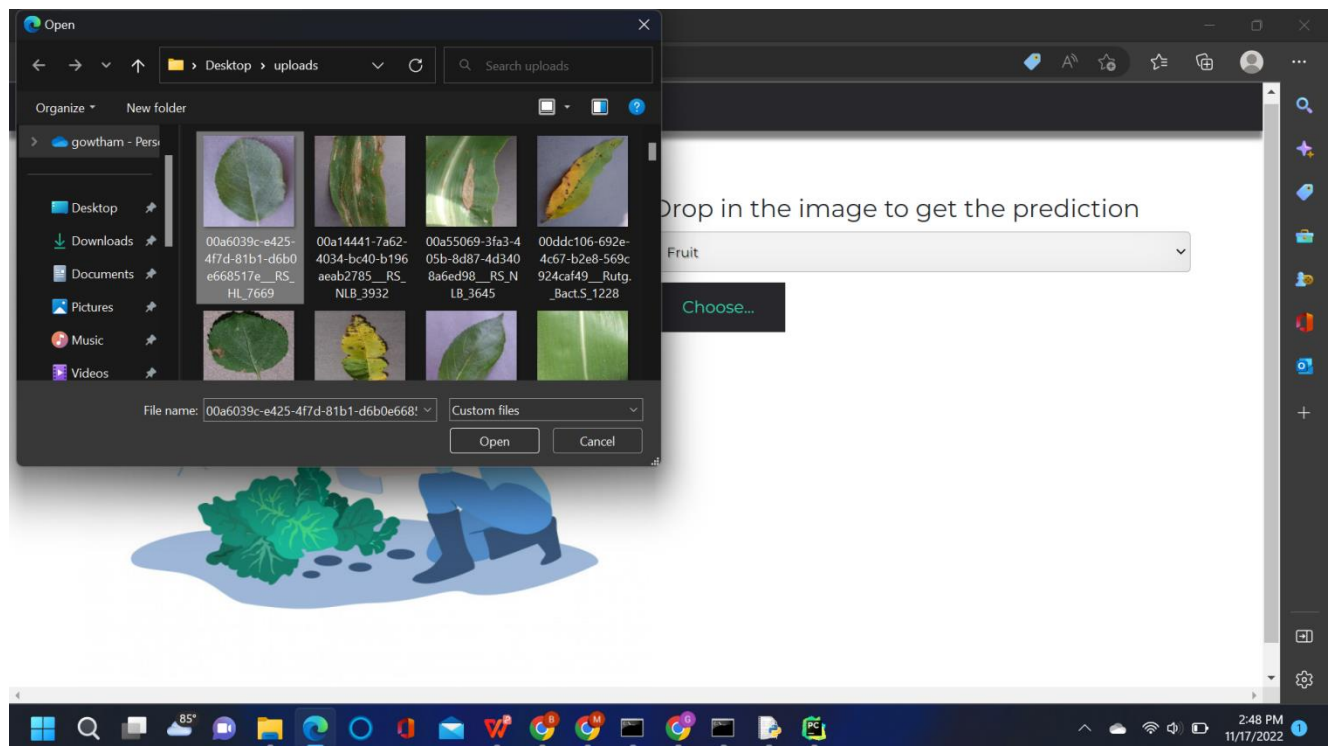 Open
Desktop > uploads
Search uploads
Organize
New folder
gowtham - Pers
Desktop
Downloads
Documents
Pictures
Music
Videos
00a6039c-e425-
4f7d-81b1-d6b0
e668517e__RS_
HL_7669
00a14441-7a62-
4034-bc40-b196
aeab2785__RS_
NLB_3932
00a55069-3fa3-4
05b-8d87-4d340
8a6ed98__RS_N
LB_3645
00ddc106-692e-
4c67-b2e8-569c
924caf49__Rutg.
_Bact.S_1228
File name:
00a6039c-e425-4f7d-81b1-d6b0e668
Custom files
Open
Cancel
Drop in the image to get the prediction
Fruit
Choose...
85°
2:48 PM
11/17/2022
1